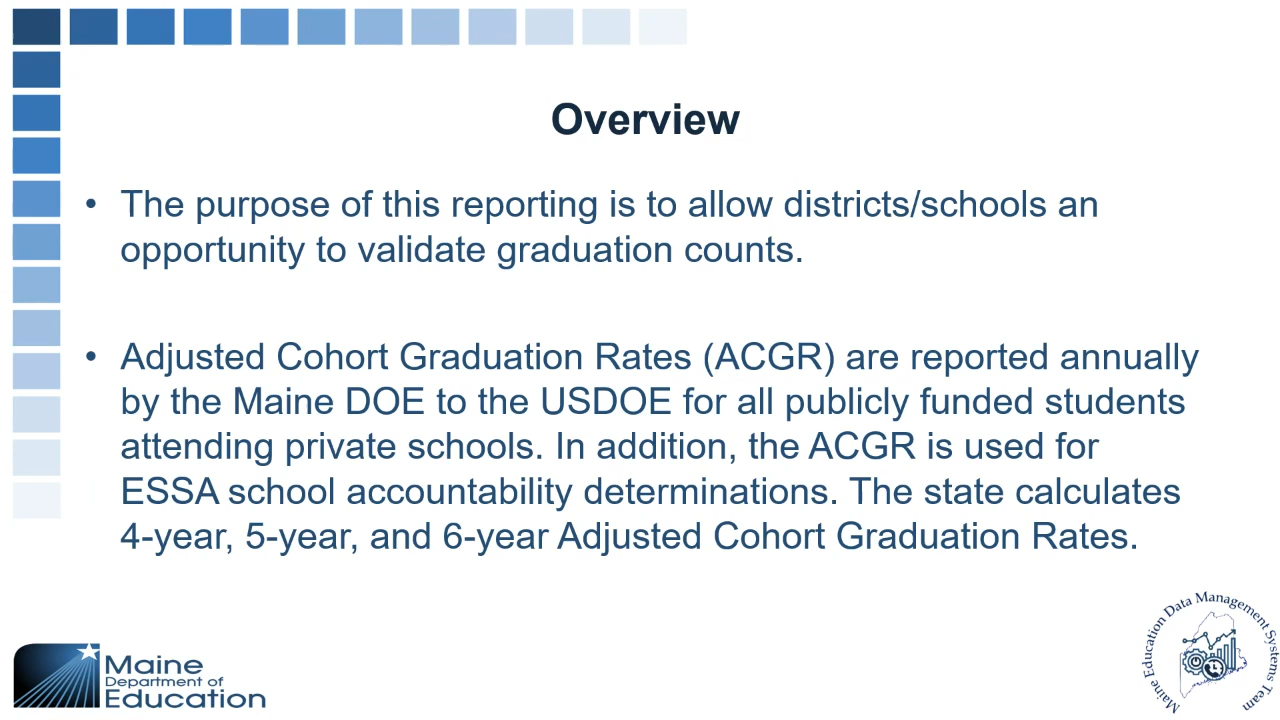 Overview
• The purpose of this reporting is to allow districts/schools an
opportunity to validate graduation counts.
• Adjusted Cohort Graduation Rates (ACGR) are reported annually
by the Maine DOE to the USDOE for all publicly funded students
attending private schools. In addition, the ACGR is used for
ESSA school accountability determinations. The state calculates
4-year, 5-year, and 6-year Adjusted Cohort Graduation Rates.
Maine
Department of
Education
Maine Education Data Management Systems Team